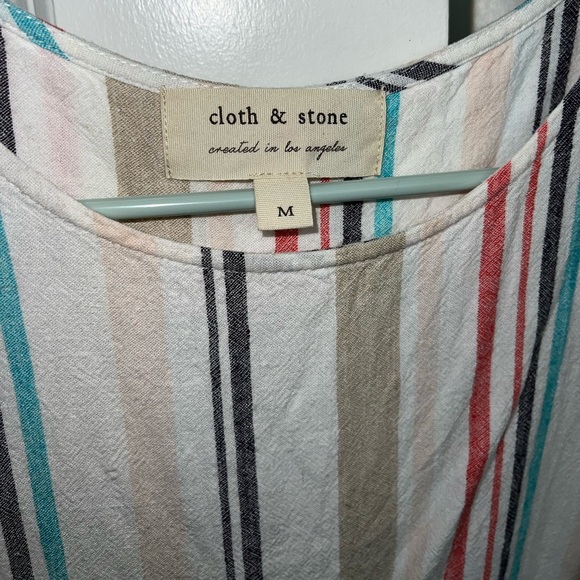 cloth & stone
created in los angeles
M